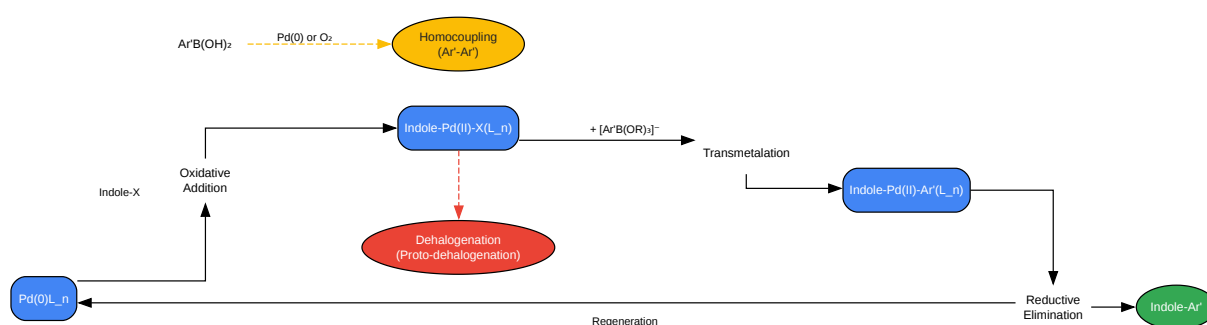 Ar'B(OH)₂
Pd(0) or O₂
Homocoupling
(Ar'-Ar')
Indole-Pd(II)-X(L_n)
+ [Ar'B(OR)₃]⁻
Transmetalation
Oxidative
Addition
Indole-X
Indole-Pd(II)-Ar'(L_n)
Dehalogenation
(Proto-dehalogenation)
Pd(0)L_n
Reductive
Elimination
Indole-Ar'
Regeneration